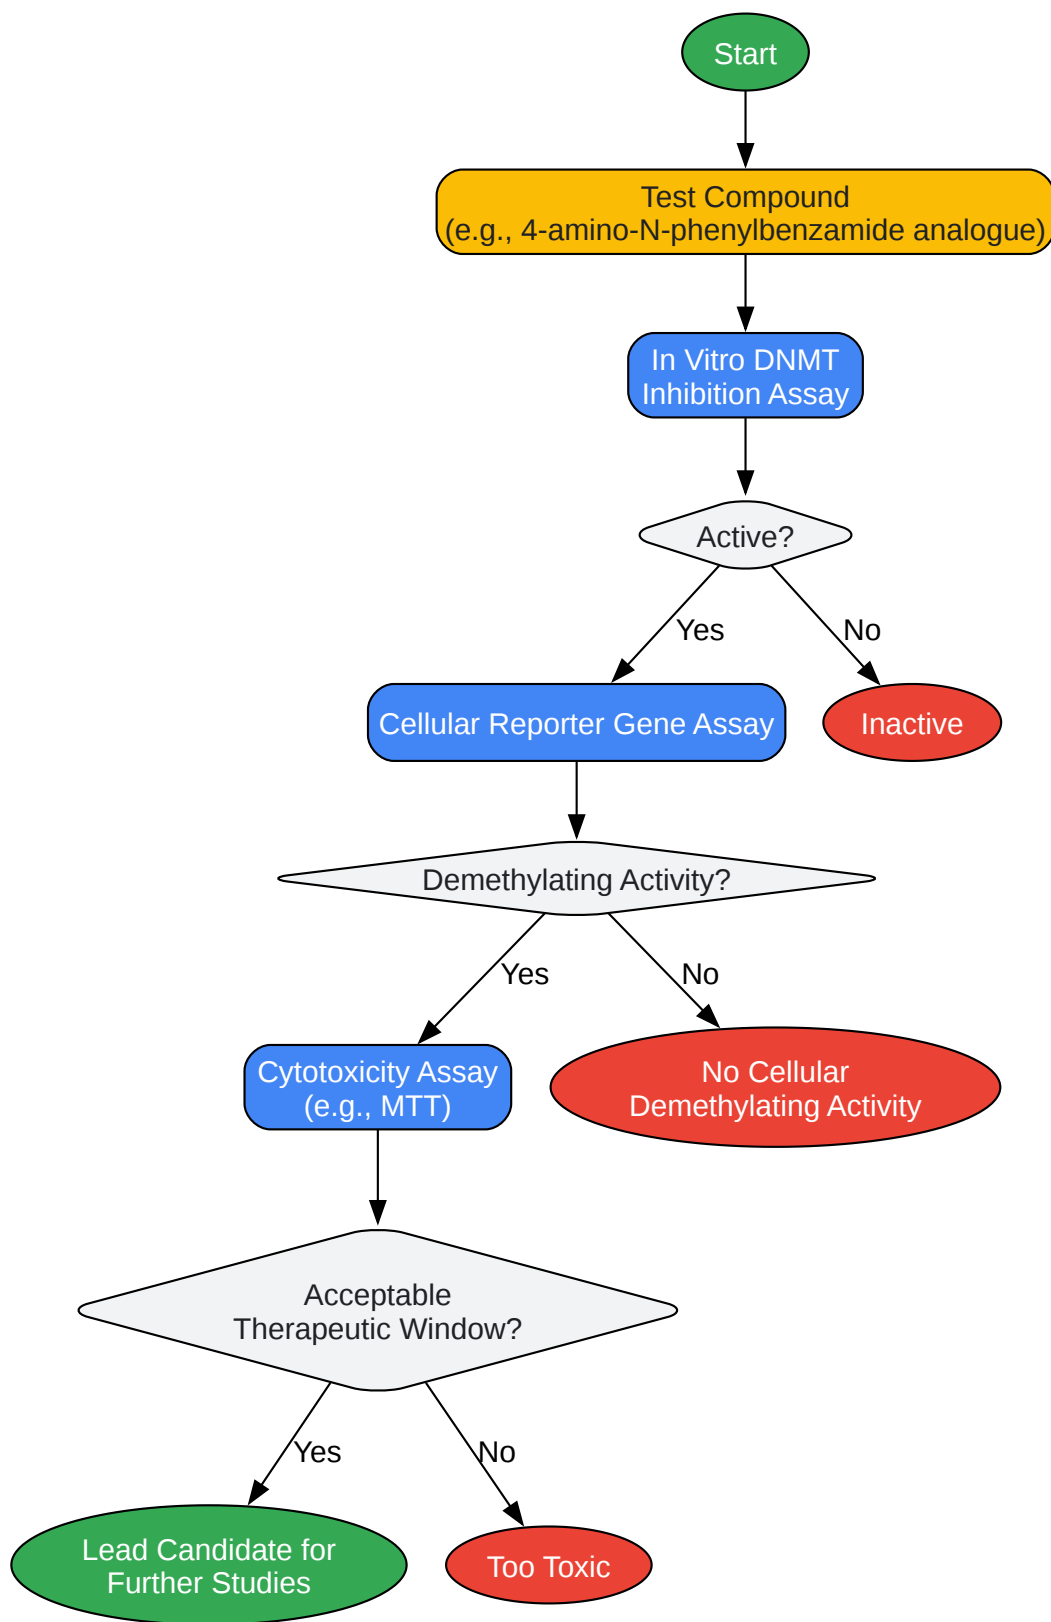 Start
Test Compound
(e.g., 4-amino-N-phenylbenzamide analogue)
In Vitro DNMT
Inhibition Assay
Active?
Yes
No
Cellular Reporter Gene Assay
Inactive
Demethylating Activity?
Yes
No
Cytotoxicity Assay
(e.g., MTT)
No Cellular
Demethylating Activity
Acceptable
Therapeutic Window?
Yes
No
Lead Candidate for
Further Studies
Too Toxic